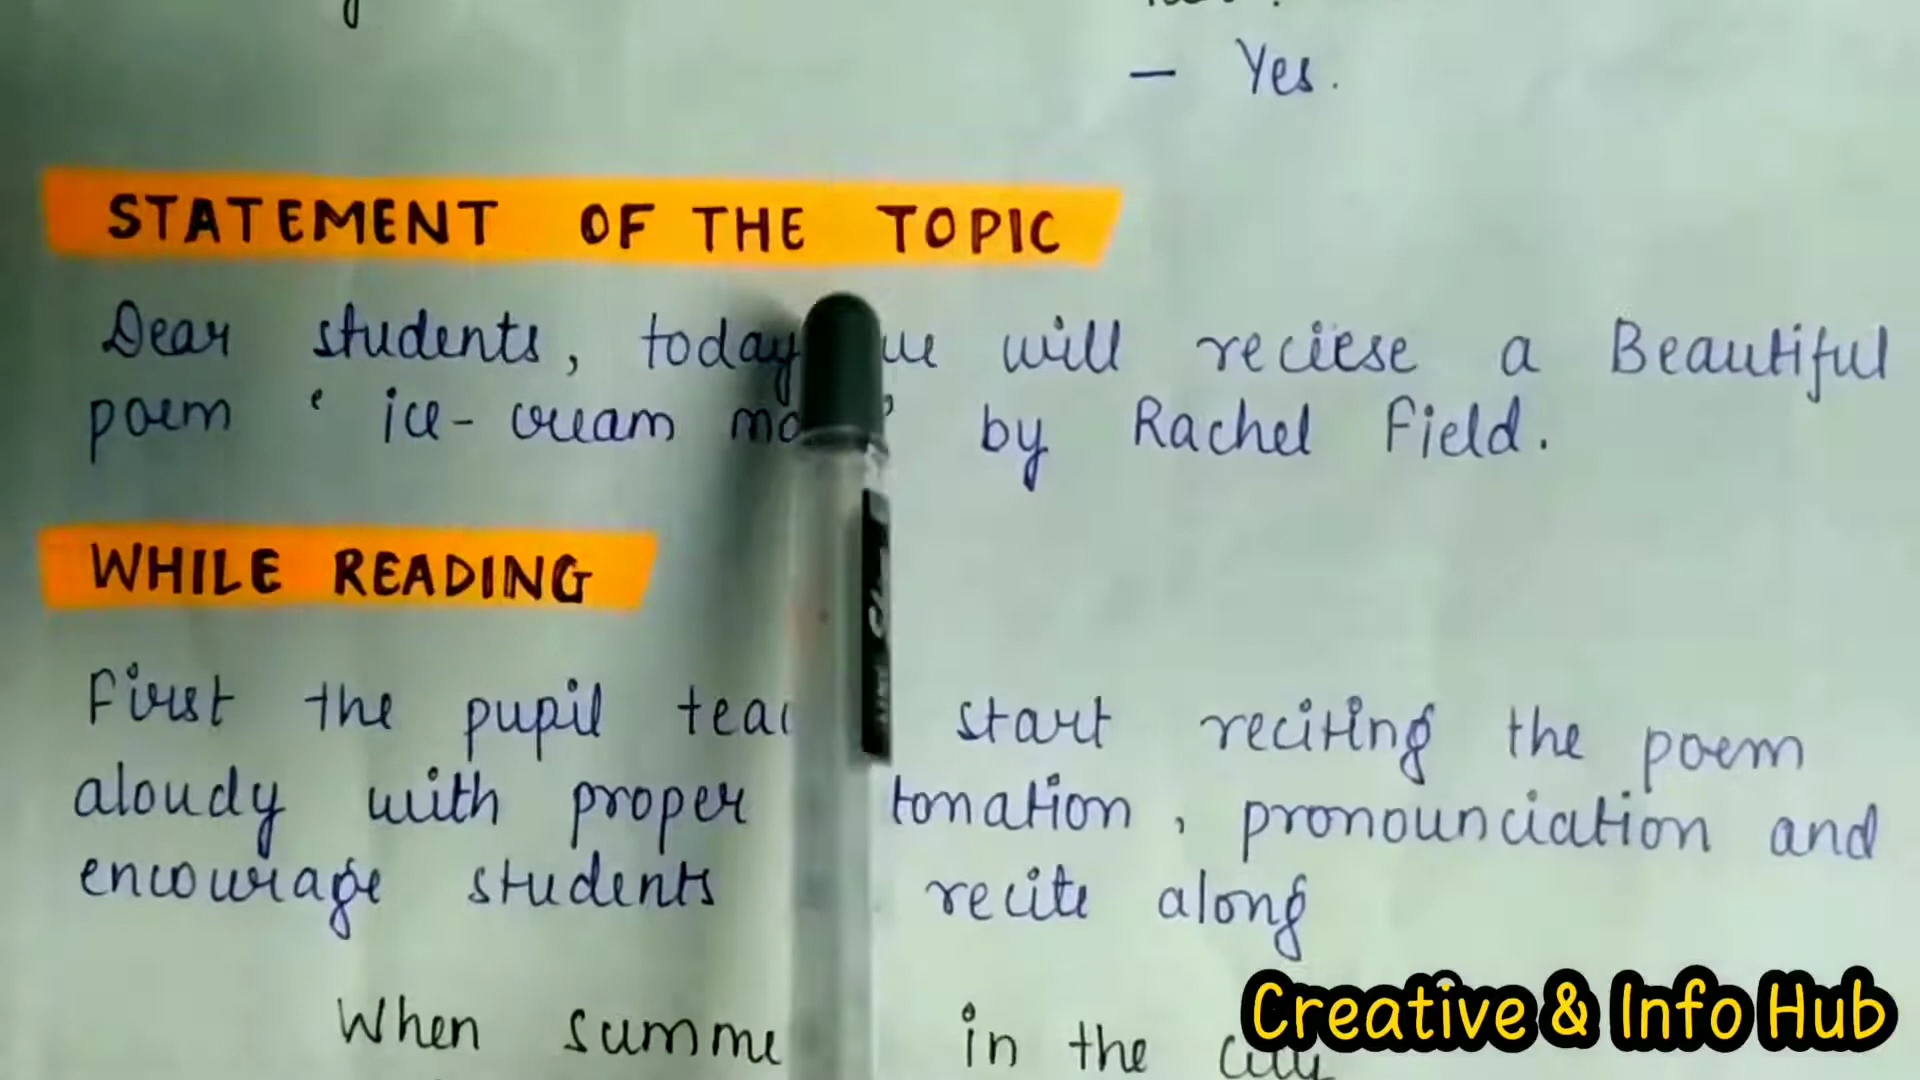 — Yes.
STATEMENT OF THE TOPIC
Dear students, today we will reciese a Beautiful
poem ‘ ice-cream ’ by Rachel Field.
WHILE READING
First the pupil start reciting the poem
aloudy with proper , pronounciation and
encourage students recite along
When in the city
Creative & Info Hub